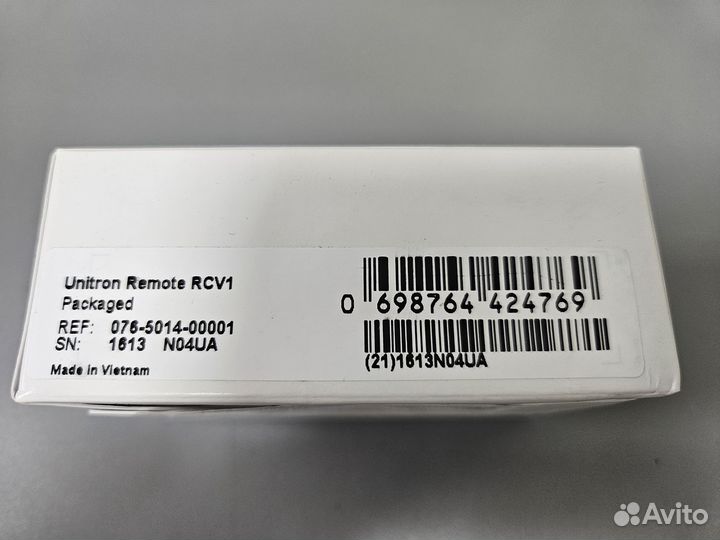 Unitron Remote RCV1
Packaged
REF: 076-5014-00001
SN: 1613 N04UA
Made in Vietnam
0 698764 424769
(21)1613N04UA
Avito